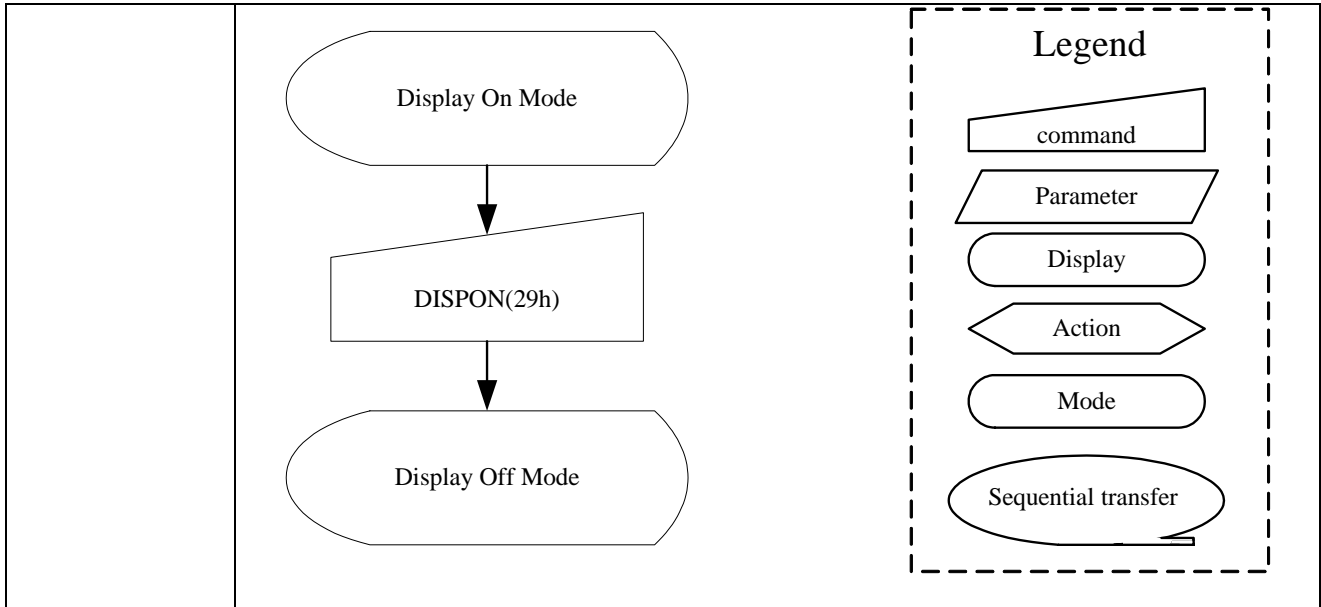 Display On Mode
DISPON(29h)
Display Off Mode
Legend
command
Parameter
Display
Action
Mode
Sequential transfer